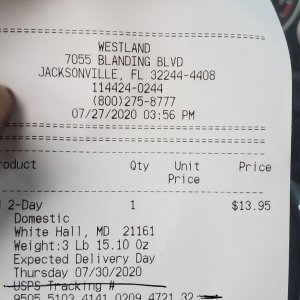 WESTLAND
7055 BLANDING BLVD
JACKSONVILLE, FL 32244-4408
114424-0244
(800)275-8777
07/27/2020 03:56 PM
roduct Qty Unit Price
Price
2-Day 1 $13.95
Domestic
White Hall, MD 21161
Weight:3 Lb 15.10 Oz
Expected Delivery Day
Thursday 07/30/2020
USPS Tracking #
9505 5103 4141 0209 4721 32